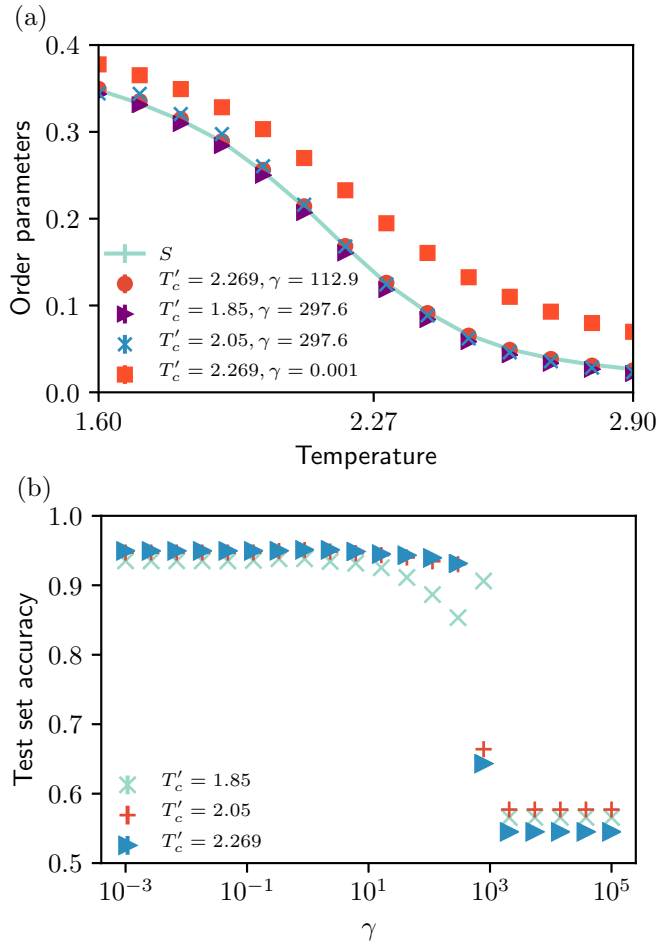 (a)
0.4
0.3
0.2
0.1
0.0
Order parameters
S
T′c = 2.269, γ = 112.9
T′c = 1.85, γ = 297.6
T′c = 2.05, γ = 297.6
T′c = 2.269, γ = 0.001
1.60 2.27 2.90
Temperature
(b)
1.0
0.9
0.8
0.7
0.6
0.5
Test set accuracy
T′c = 1.85
T′c = 2.05
T′c = 2.269
10⁻³ 10⁻¹ 10¹ 10³ 10⁵
γ